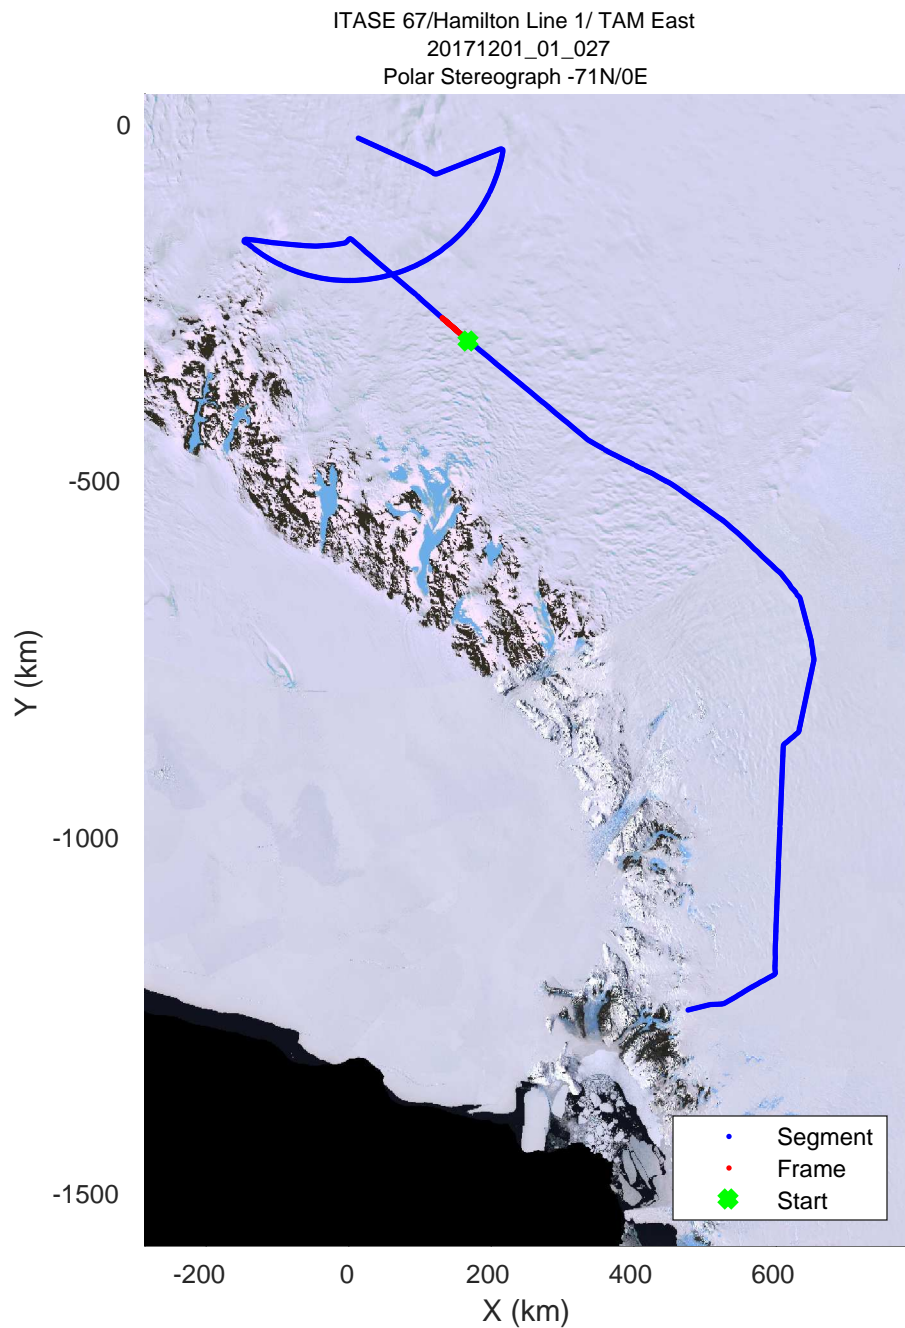 ITASE 67/Hamilton Line 1/ TAM East
20171201_01_027
Polar Stereograph -71N/0E
0
-500
-1000
-1500
Y (km)
-200 0 200 400 600
X (km)
Segment
Frame
Start